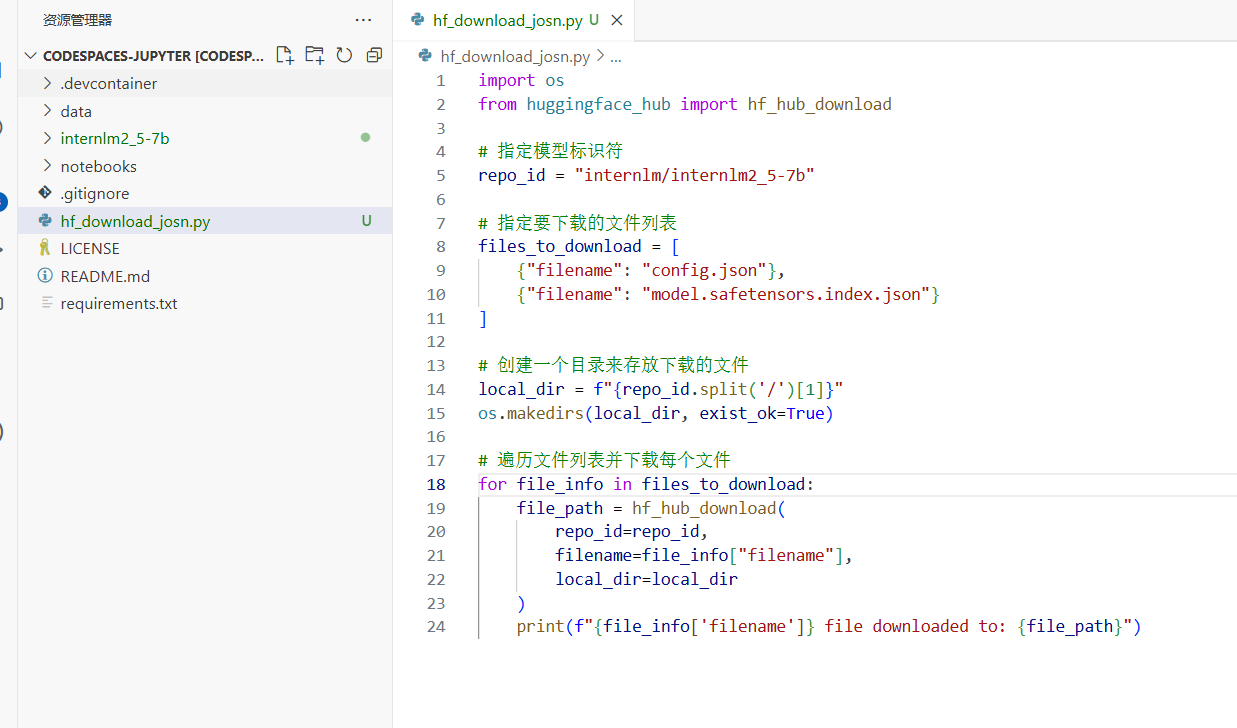 资源管理器
CODESPACES-JUPYTER [CODESP...
.devcontainer
data
internlm2_5-7b
notebooks
.gitignore
hf_download_josn.py U
LICENSE
README.md
requirements.txt
hf_download_josn.py U
hf_download_josn.py > ...
1 import os
2 from huggingface_hub import hf_hub_download
3
4 # 指定模型标识符
5 repo_id = "internlm/internlm2_5-7b"
6
7 # 指定要下载的文件列表
8 files_to_download = [
9     {"filename": "config.json"},
10     {"filename": "model.safetensors.index.json"}
11 ]
12
13 # 创建一个目录来存放下载的文件
14 local_dir = f"{repo_id.split('/')[1]}"
15 os.makedirs(local_dir, exist_ok=True)
16
17 # 遍历文件列表并下载每个文件
18 for file_info in files_to_download:
19     file_path = hf_hub_download(
20         repo_id=repo_id,
21         filename=file_info["filename"],
22         local_dir=local_dir
23     )
24     print(f"{file_info['filename']} file downloaded to: {file_path}")